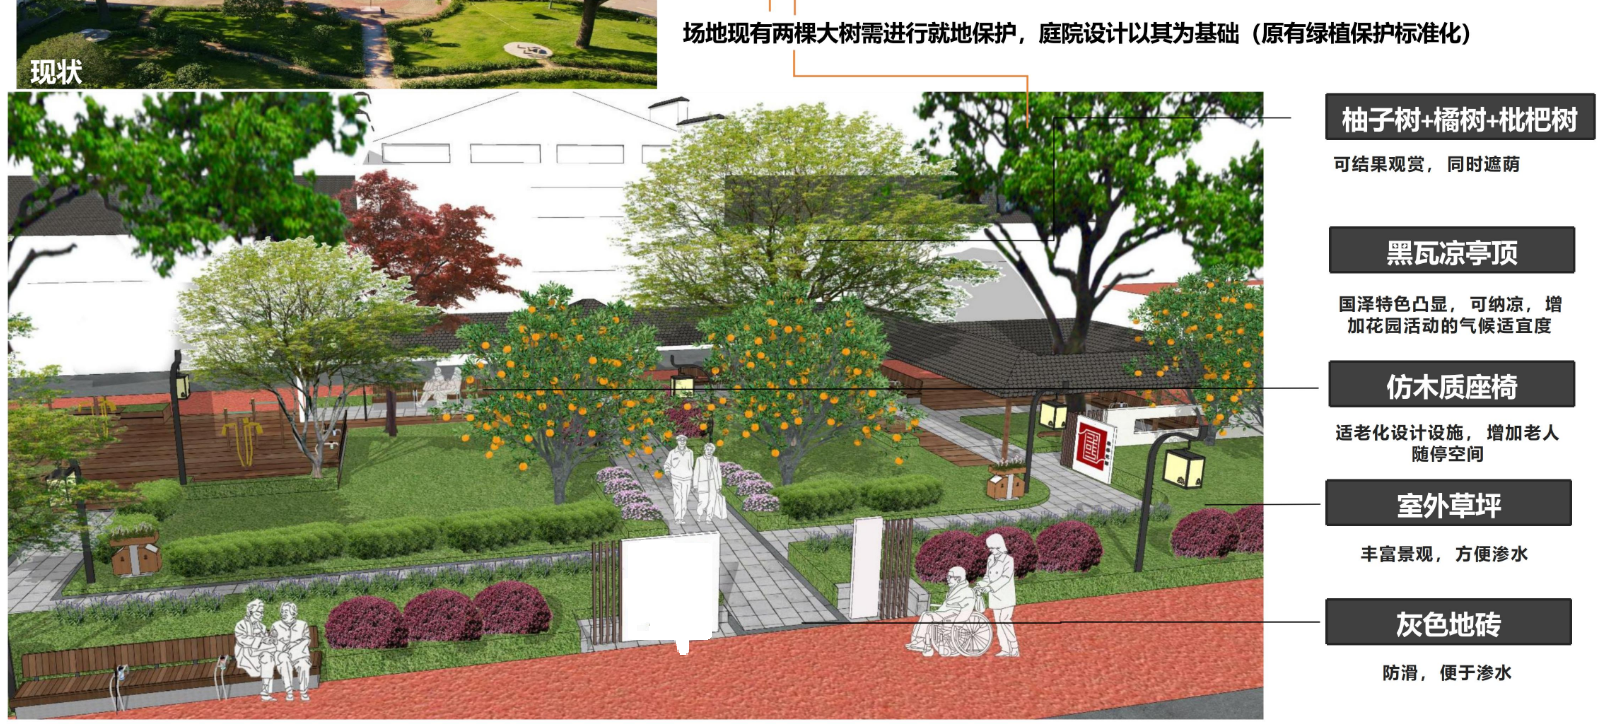 场地现有两棵大树需进行就地保护，庭院设计以其为基础（原有绿植保护标准化）
现状
柚子树+橘树+枇杷树
可结果观赏，同时遮荫
黑瓦凉亭顶
国泽特色凸显，可纳凉，增
加花园活动的气候适宜度
仿木质座椅
适老化设计设施，增加老人
随停空间
室外草坪
丰富景观，方便渗水
灰色地砖
防滑，便于渗水